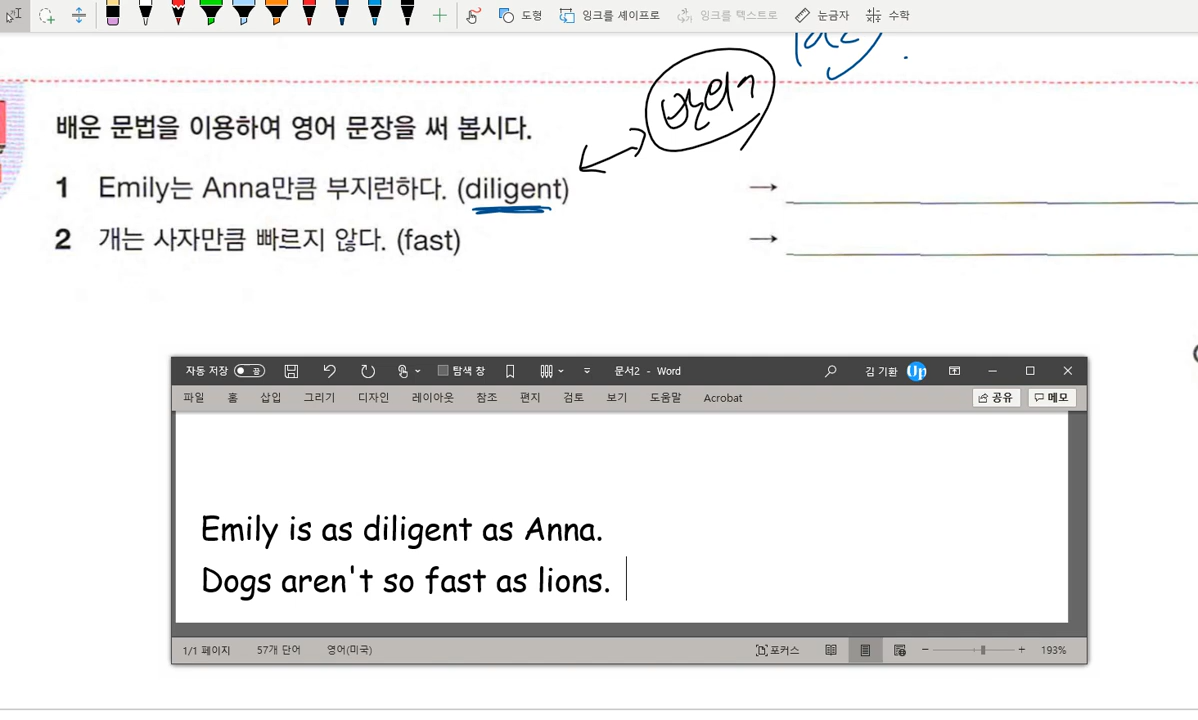 도형 잉크를 셰이프로 잉크를 텍스트로 눈금자 수학
반의어
배운 문법을 이용하여 영어 문장을 써 봅시다.
1 Emily는 Anna만큼 부지런하다. (diligent) →
2 개는 사자만큼 빠르지 않다. (fast) →
자동 저장 끔 탐색 창 문서2 - Word 김 기환 Up
파일 홈 삽입 그리기 디자인 레이아웃 참조 편지 검토 보기 도움말 Acrobat 공유 메모
Emily is as diligent as Anna.
Dogs aren't so fast as lions.
1/1 페이지 57개 단어 영어(미국) 포커스 − + 193%